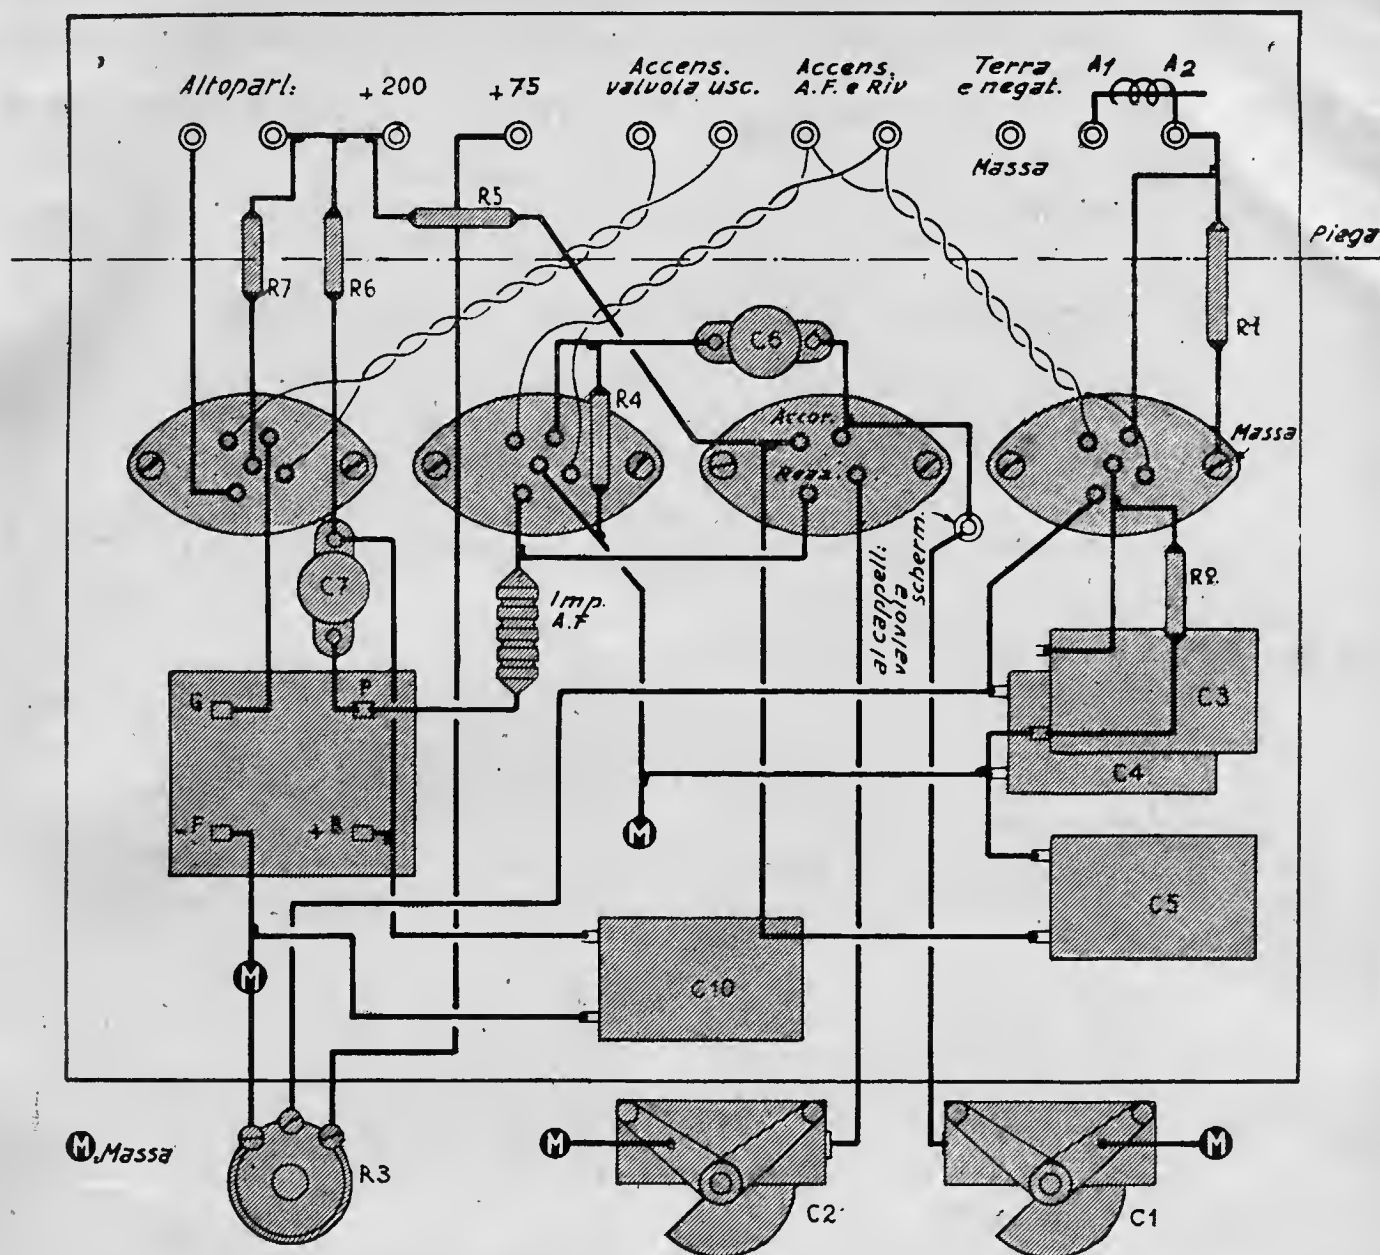 Altoparl:
+ 200
+ 75
Accens.
valvola usc.
Accens.
A.F. e Riv
Terra
e negat.
A1
A2
Massa
R5
Piega
R7
R6
R1
C6
R4
Accor.
Reaz.
Massa
C7
Imp.
A.F
al cappell:
valvola
scherm.
R2
G
P
C3
C4
-F
+B
M
C5
C10
M
M.Massa
R3
M
C2
C1
M